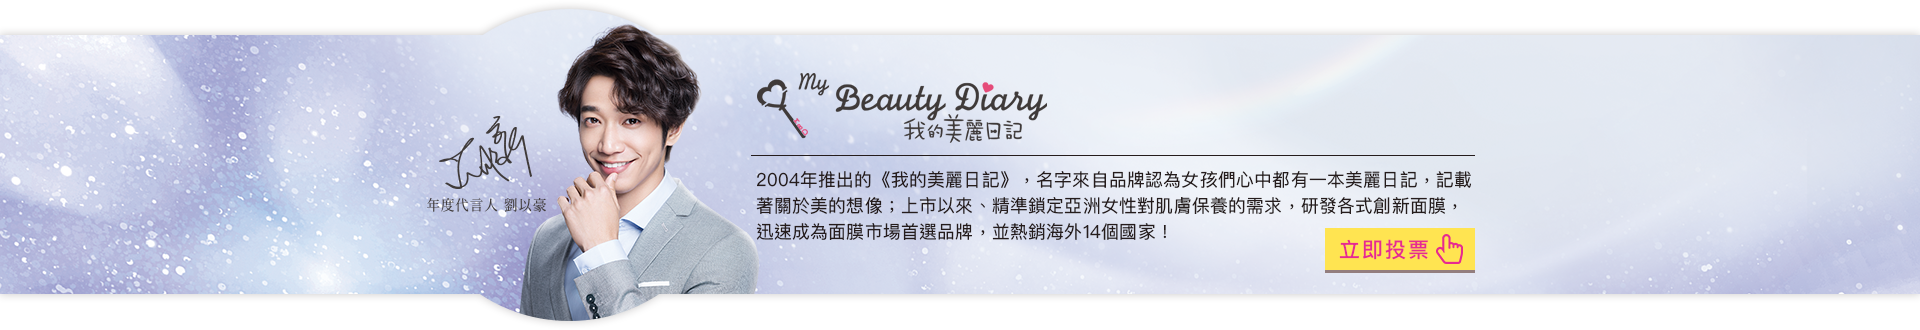 年度代言人 劉以豪
My
Beauty Diary
我的美麗日記
2004年推出的《我的美麗日記》，名字來自品牌認為女孩們心中都有一本美麗日記，記載
著關於美的想像；上市以來、精準鎖定亞洲女性對肌膚保養的需求，研發各式創新面膜，
迅速成為面膜市場首選品牌，並熱銷海外14個國家！
立即投票